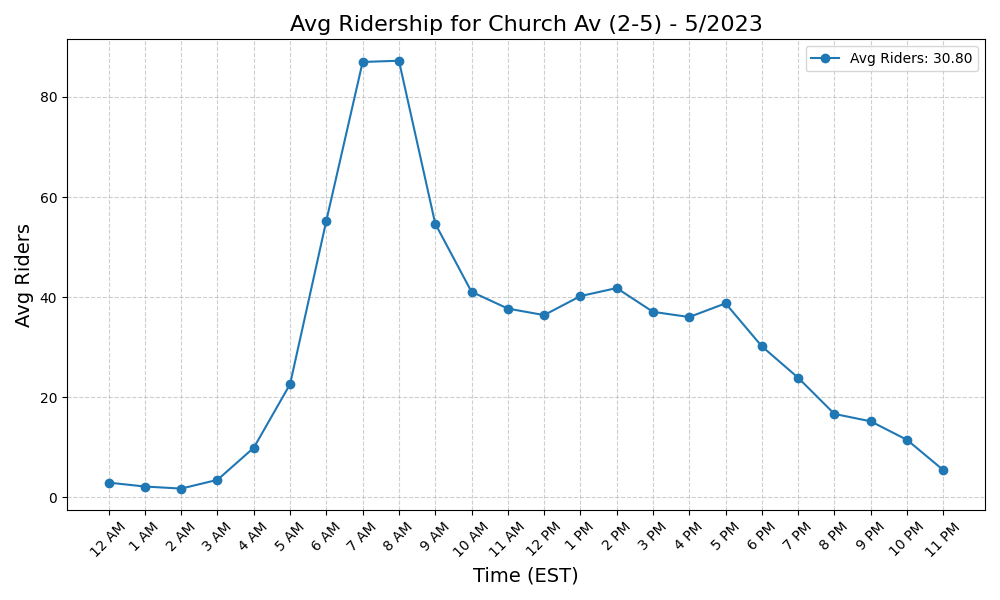 Avg Ridership for Church Av (2-5) - 5/2023
Avg Riders: 30.80
Avg Riders
80
60
40
20
0
12 AM
1 AM
2 AM
3 AM
4 AM
5 AM
6 AM
7 AM
8 AM
9 AM
10 AM
11 AM
12 PM
1 PM
2 PM
3 PM
4 PM
5 PM
6 PM
7 PM
8 PM
9 PM
10 PM
11 PM
Time (EST)